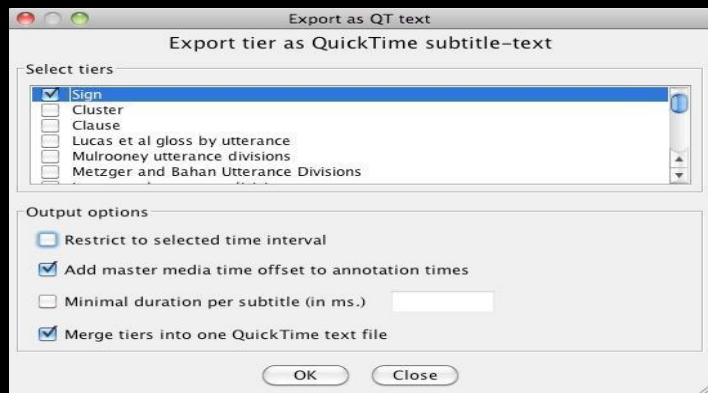 Export as QT text
Export tier as QuickTime subtitle-text
Select tiers
Sign
Cluster
Clause
Lucas et al gloss by utterance
Mulrooney utterance divisions
Metzger and Bahan Utterance Divisions
Output options
Restrict to selected time interval
Add master media time offset to annotation times
Minimal duration per subtitle (in ms.)
Merge tiers into one QuickTime text file
OK Close